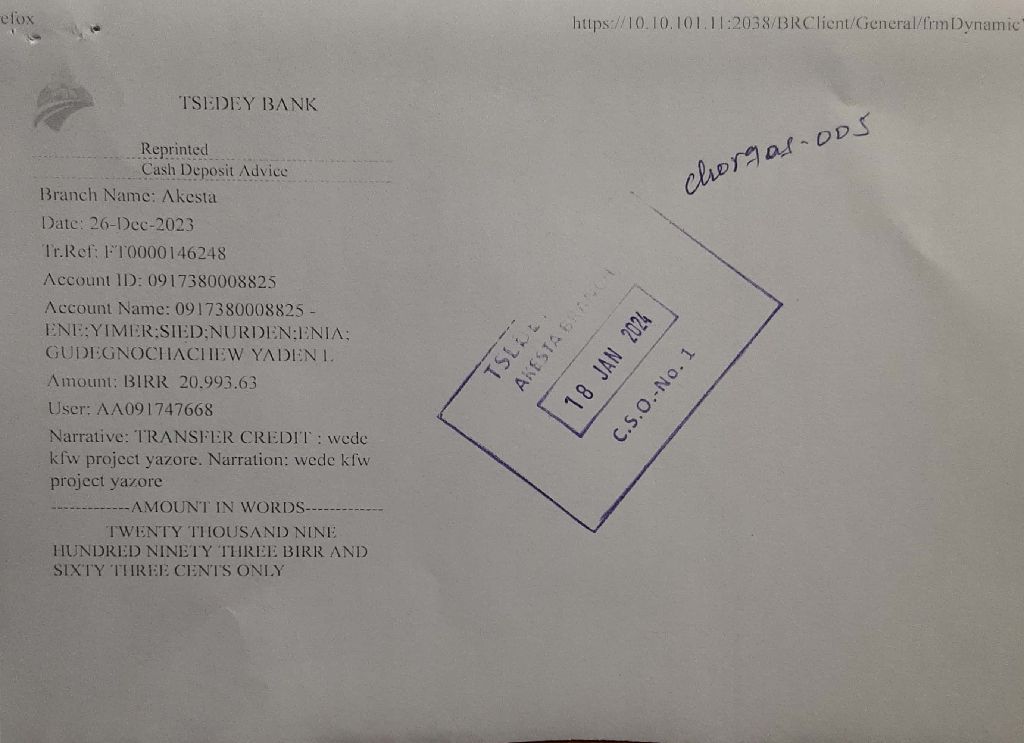 efox
https://10.10.101.11:2038/BRClient/General/frmDynamic
TSEDEY BANK
Reprinted
Cash Deposit Advice
Branch Name: Akesta
Date: 26-Dec-2023
Tr.Ref: FT0000146248
Account ID: 0917380008825
Account Name: 0917380008825 -
ENE;YIMER;SIED;NURDEN;ENIA;
GUDEGNOCHACHEW YADEN L
Amount: BIRR 20,993.63
User: AA091747668
Narrative: TRANSFER CREDIT : wede
kfw project yazore. Narration: wede kfw
project yazore
-------------AMOUNT IN WORDS-------------
TWENTY THOUSAND NINE
HUNDRED NINETY THREE BIRR AND
SIXTY THREE CENTS ONLY
AKESTA BRANCH
18 JAN 2024
C.S.O.-No. 1